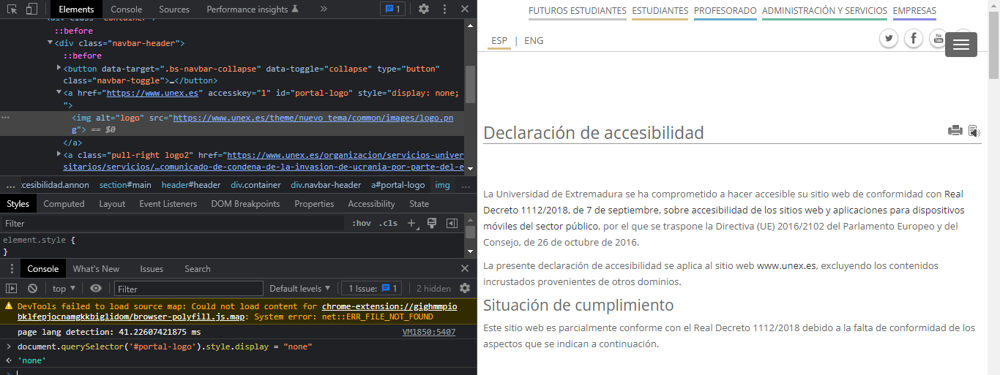 Elements Console Sources Performance insights » 1
<div class="container">
::before
<div class="navbar-header">
::before
<button data-target=".bs-navbar-collapse" data-toggle="collapse" type="button"
class="navbar-toggle">…</button>
<a href="https://www.unex.es" accesskey="1" id="portal-logo" style="display: none;
">
<img alt="logo" src="https://www.unex.es/theme/nuevo_tema/common/images/logo.pn
g"> == $0
</a>
<a class="pull-right logo2" href="https://www.unex.es/organizacion/servicios-univer
sitarios/servicios/…comunicado-de-condena-de-la-invasion-de-ucrania-por-parte-del-e
cesibilidad.annon section#main header#header div.container div.navbar-header a#portal-logo img ...
Styles Computed Layout Event Listeners DOM Breakpoints Properties Accessibility State
Filter :hov .cls
element.style {
}
Console What's New Issues Search
top Filter Default levels 1 Issue: 1 2 hidden
DevTools failed to load source map: Could not load content for chrome-extension://gighmmpio
bklfepjocnamgkkbiglidom/browser-polyfill.js.map: System error: net::ERR_FILE_NOT_FOUND
page lang detection: 41.22607421875 ms VM1850:5407
document.querySelector('#portal-logo').style.display = "none"
'none'
FUTUROS ESTUDIANTES ESTUDIANTES PROFESORADO ADMINISTRACIÓN Y SERVICIOS EMPRESAS
ESP | ENG You Tube
Declaración de accesibilidad
La Universidad de Extremadura se ha comprometido a hacer accesible su sitio web de conformidad con Real
Decreto 1112/2018, de 7 de septiembre, sobre accesibilidad de los sitios web y aplicaciones para dispositivos
móviles del sector público, por el que se traspone la Directiva (UE) 2016/2102 del Parlamento Europeo y del
Consejo, de 26 de octubre de 2016.
La presente declaración de accesibilidad se aplica al sitio web www.unex.es, excluyendo los contenidos
incrustados provenientes de otros dominios.
Situación de cumplimiento
Este sitio web es parcialmente conforme con el Real Decreto 1112/2018 debido a la falta de conformidad de los
aspectos que se indican a continuación.